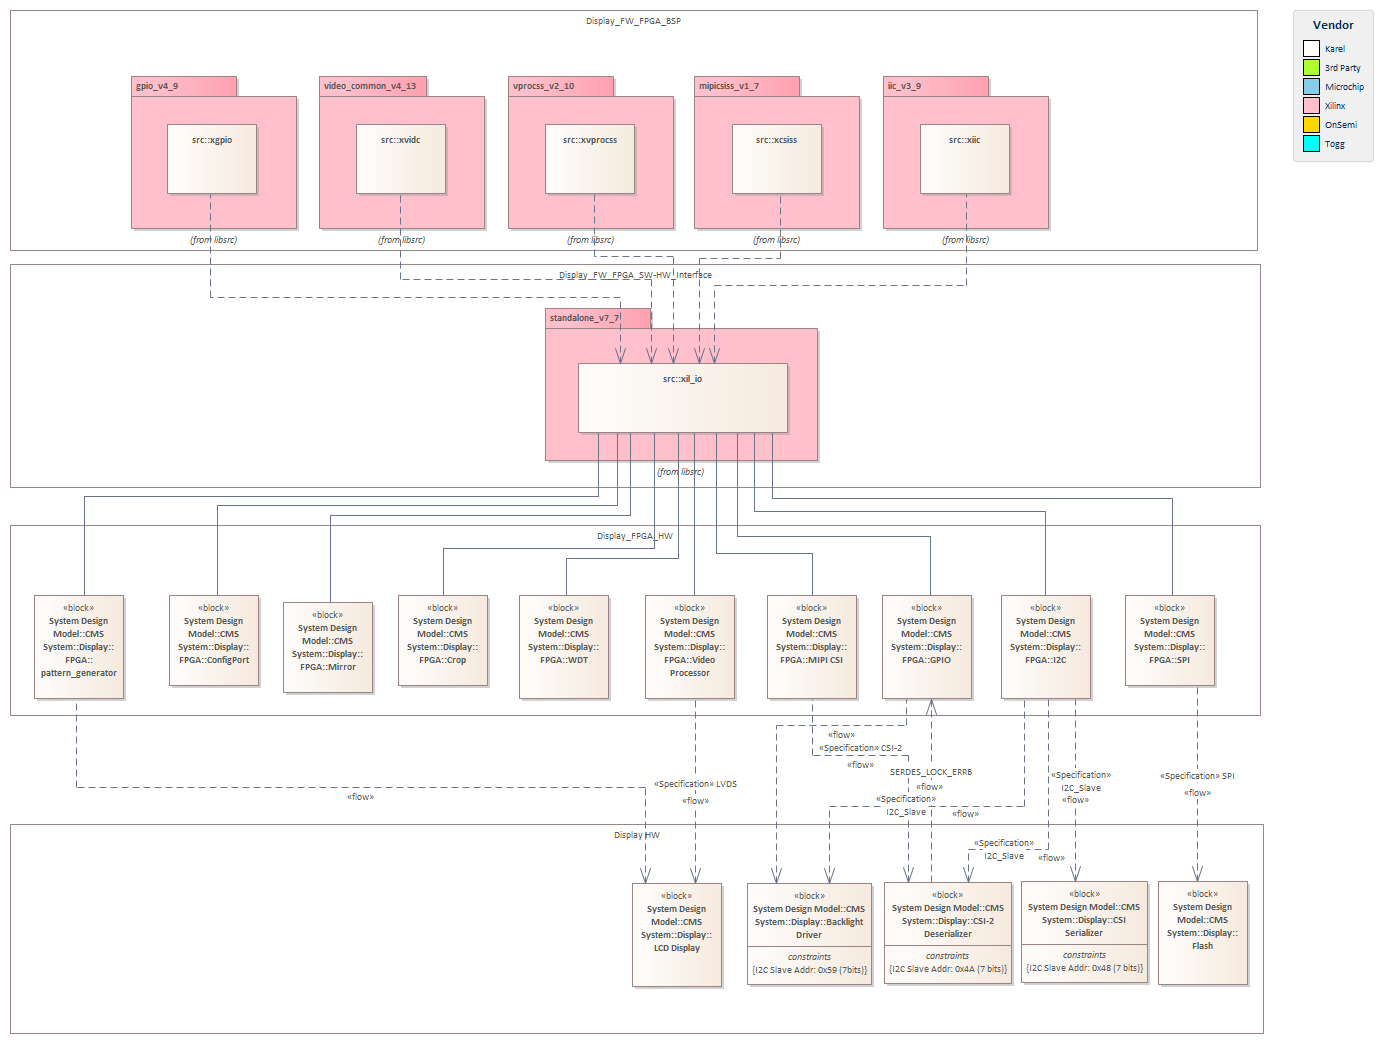 Display_FW_FPGA_BSP
Vendor
Karel
3rd Party
Microchip
Xilinx
OnSemi
Togg
gpio_v4_9
video_common_v4_13
vprocss_v2_10
mipicsiss_v1_7
iic_v3_9
src::xgpio
src::xvidc
src::xvprocss
src::xcsiss
src::xiic
(from libsrc)
(from libsrc)
(from libsrc)
(from libsrc)
(from libsrc)
Display_FW_FPGA_SW-HW_Interface
standalone_v7_7
src::xil_io
(from libsrc)
Display_FPGA_HW
«block»
System Design
Model::CMS
System::Display::
FPGA::
pattern_generator
«block»
System Design
Model::CMS
System::Display::
FPGA::ConfigPort
«block»
System Design
Model::CMS
System::Display::
FPGA::Mirror
«block»
System Design
Model::CMS
System::Display::
FPGA::Crop
«block»
System Design
Model::CMS
System::Display::
FPGA::WDT
«block»
System Design
Model::CMS
System::Display::
FPGA::Video
Processor
«block»
System Design
Model::CMS
System::Display::
FPGA::MIPI CSI
«block»
System Design
Model::CMS
System::Display::
FPGA::GPIO
«block»
System Design
Model::CMS
System::Display::
FPGA::I2C
«block»
System Design
Model::CMS
System::Display::
FPGA::SPI
«flow»
«Specification» CSI-2
«flow»
SERDES_LOCK_ERRB
«flow»
«Specification»
I2C_Slave
«flow»
«Specification»
I2C_Slave
«flow»
«Specification» SPI
«flow»
«Specification» LVDS
«flow»
«flow»
«Specification»
I2C_Slave
«flow»
Display HW
«block»
System Design
Model::CMS
System::Display::
LCD Display
«block»
System Design Model::CMS
System::Display::Backlight
Driver
constraints
{I2C Slave Addr: 0x59 (7bits)}
«block»
System Design Model::CMS
System::Display::CSI-2
Deserializer
constraints
{I2C Slave Addr: 0x4A (7 bits)}
«block»
System Design Model::CMS
System::Display::CSI
Serializer
constraints
{I2C Slave Addr: 0x48 (7 bits)}
«block»
System Design
Model::CMS
System::Display::
Flash